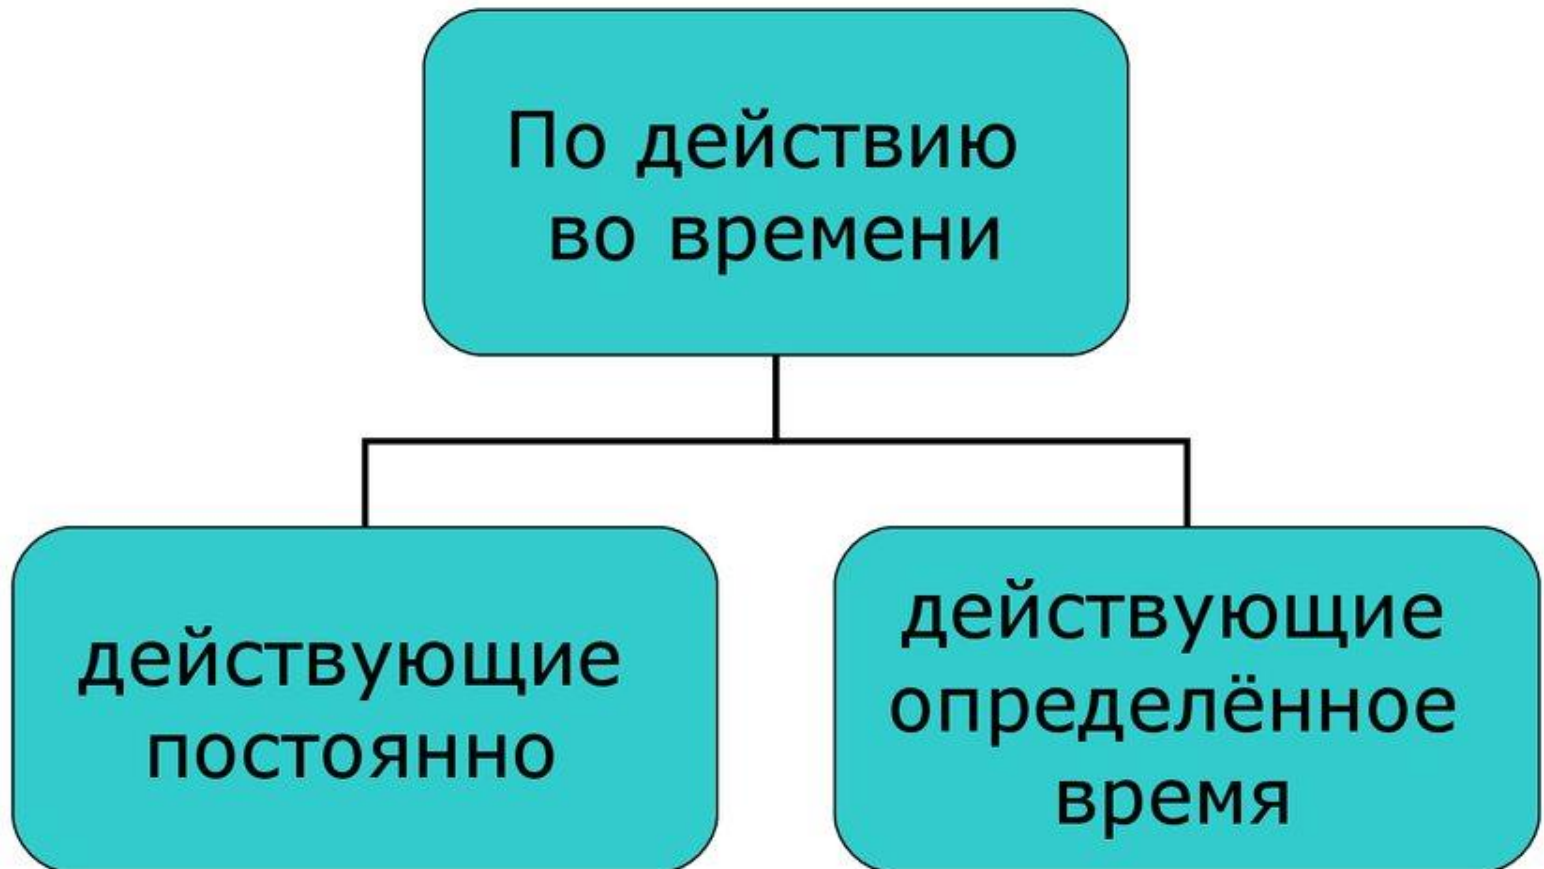 По действию
во времени
действующие
постоянно
действующие
определённое
время